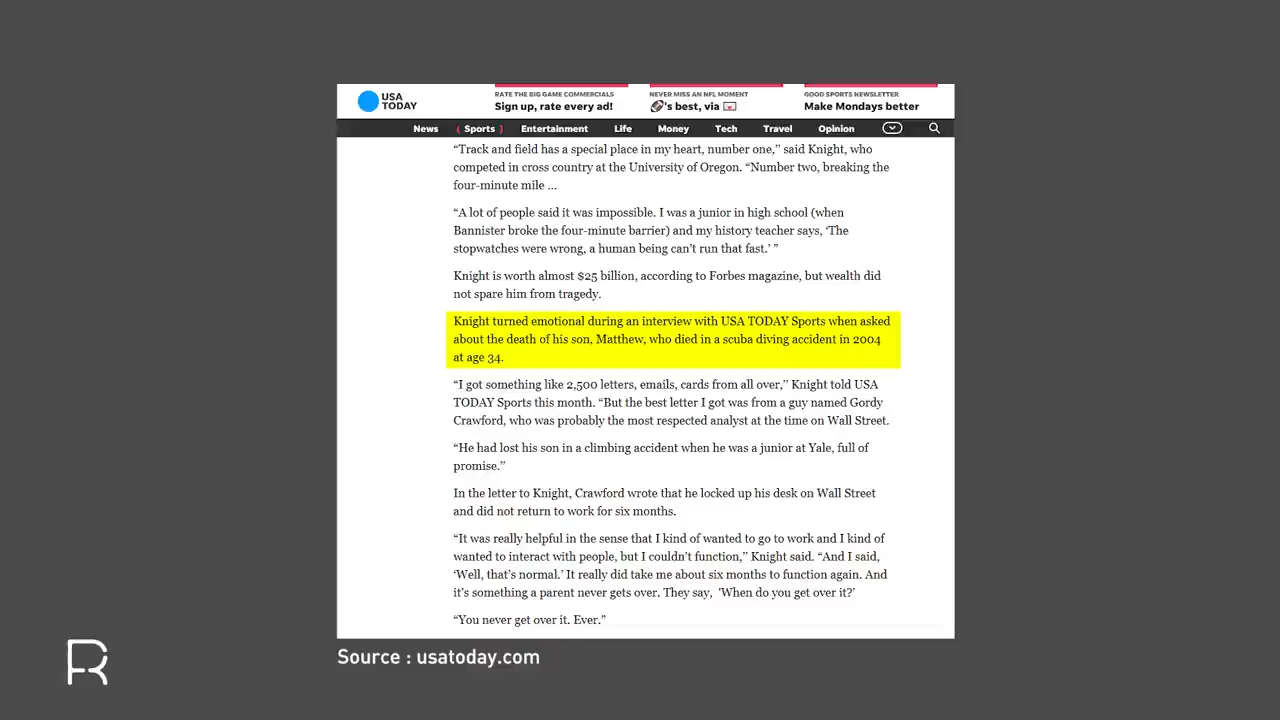 USA
TODAY
RATE THE BIG GAME COMMERCIALS
Sign up, rate every ad!
NEVER MISS AN NFL MOMENT
🏈's best, via 💌
GOOD SPORTS NEWSLETTER
Make Mondays better
News Sports Entertainment Life Money Tech Travel Opinion
“Track and field has a special place in my heart, number one,” said Knight, who
competed in cross country at the University of Oregon. “Number two, breaking the
four-minute mile ...
“A lot of people said it was impossible. I was a junior in high school (when
Bannister broke the four-minute barrier) and my history teacher says, ‘The
stopwatches were wrong, a human being can’t run that fast.’ ”
Knight is worth almost $25 billion, according to Forbes magazine, but wealth did
not spare him from tragedy.
Knight turned emotional during an interview with USA TODAY Sports when asked
about the death of his son, Matthew, who died in a scuba diving accident in 2004
at age 34.
“I got something like 2,500 letters, emails, cards from all over,” Knight told USA
TODAY Sports this month. “But the best letter I got was from a guy named Gordy
Crawford, who was probably the most respected analyst at the time on Wall Street.
“He had lost his son in a climbing accident when he was a junior at Yale, full of
promise.”
In the letter to Knight, Crawford wrote that he locked up his desk on Wall Street
and did not return to work for six months.
“It was really helpful in the sense that I kind of wanted to go to work and I kind of
wanted to interact with people, but I couldn’t function,” Knight said. “And I said,
‘Well, that’s normal.’ It really did take me about six months to function again. And
it’s something a parent never gets over. They say, 'When do you get over it?’
“You never get over it. Ever.”
Source : usatoday.com